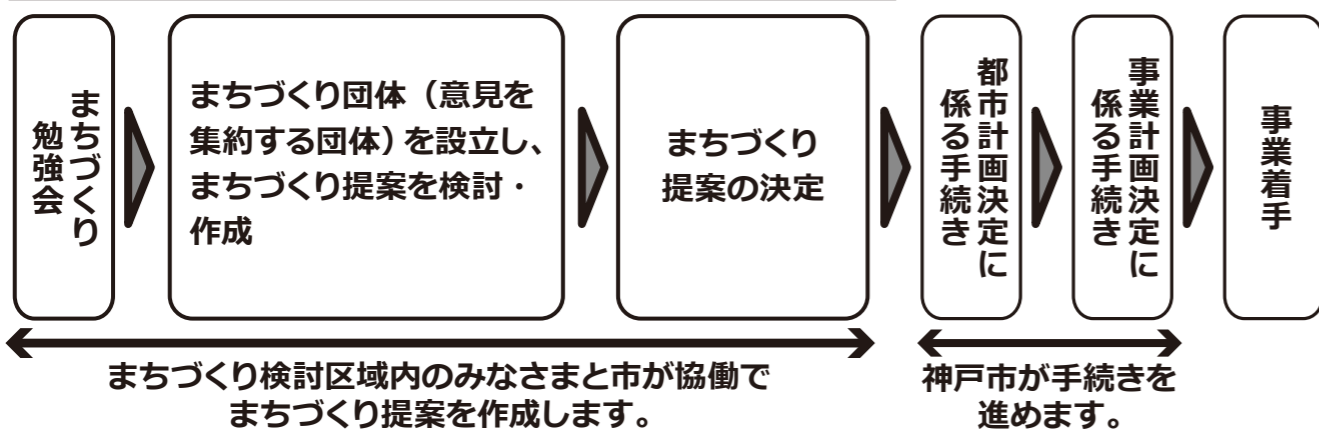 まちづくり
勉強会
まちづくり団体（意見を
集約する団体）を設立し、
まちづくり提案を検討・
作成
まちづくり
提案の決定
都市計画決定に
係る手続き
事業計画決定に
係る手続き
事業着手
まちづくり検討区域内のみなさまと市が協働で
まちづくり提案を作成します。
神戸市が手続きを
進めます。